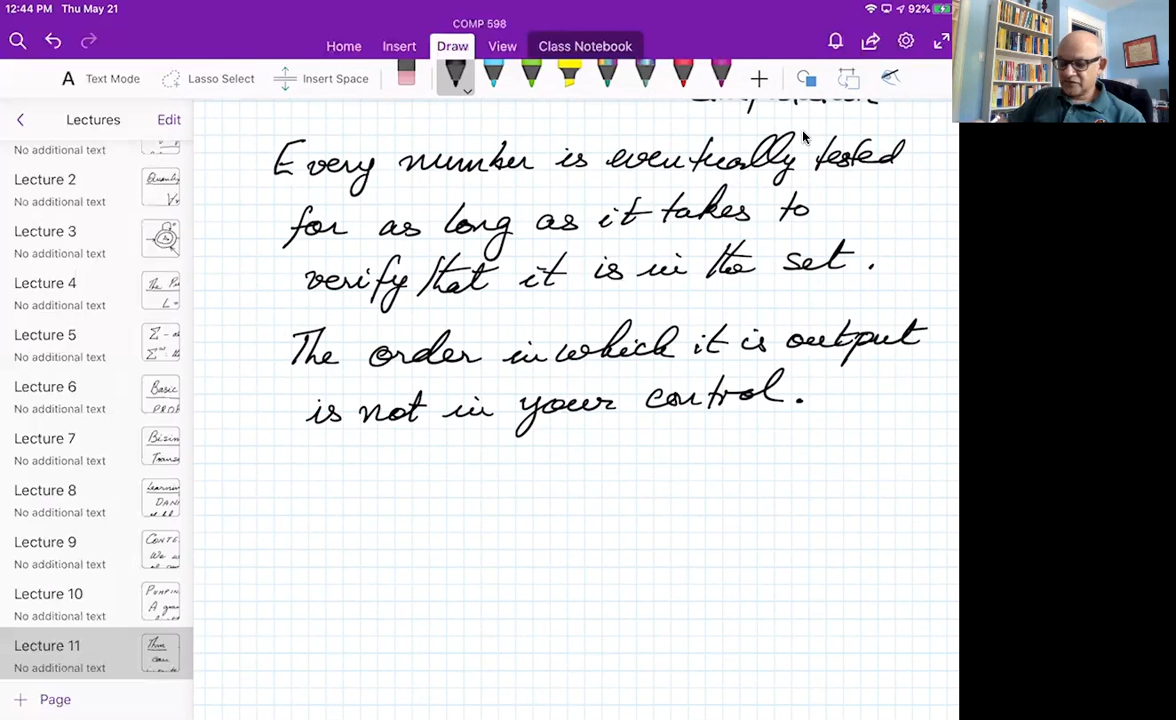 12:44 PM Thu May 21
92%
COMP 598
Home Insert Draw View Class Notebook
A Text Mode Lasso Select Insert Space
Lectures Edit
No additional text
Lecture 2
No additional text
Lecture 3
No additional text
Lecture 4
No additional text
Lecture 5
No additional text
Lecture 6
No additional text
Lecture 7
No additional text
Lecture 8
No additional text
Lecture 9
No additional text
Lecture 10
No additional text
Lecture 11
No additional text
Page
Every number is eventually tested
for as long as it takes to
verify that it is in the set.
The order in which it is output
is not in your control.